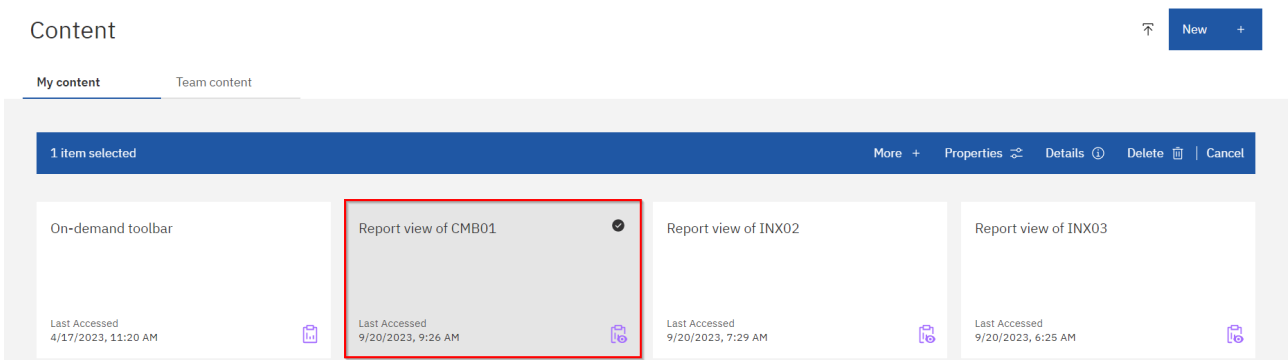 Content
New +
My content Team content
1 item selected More + Properties Details Delete | Cancel
On-demand toolbar Report view of CMB01 Report view of INX02 Report view of INX03
Last Accessed Last Accessed Last Accessed Last Accessed
4/17/2023, 11:20 AM 9/20/2023, 9:26 AM 9/20/2023, 7:29 AM 9/20/2023, 6:25 AM